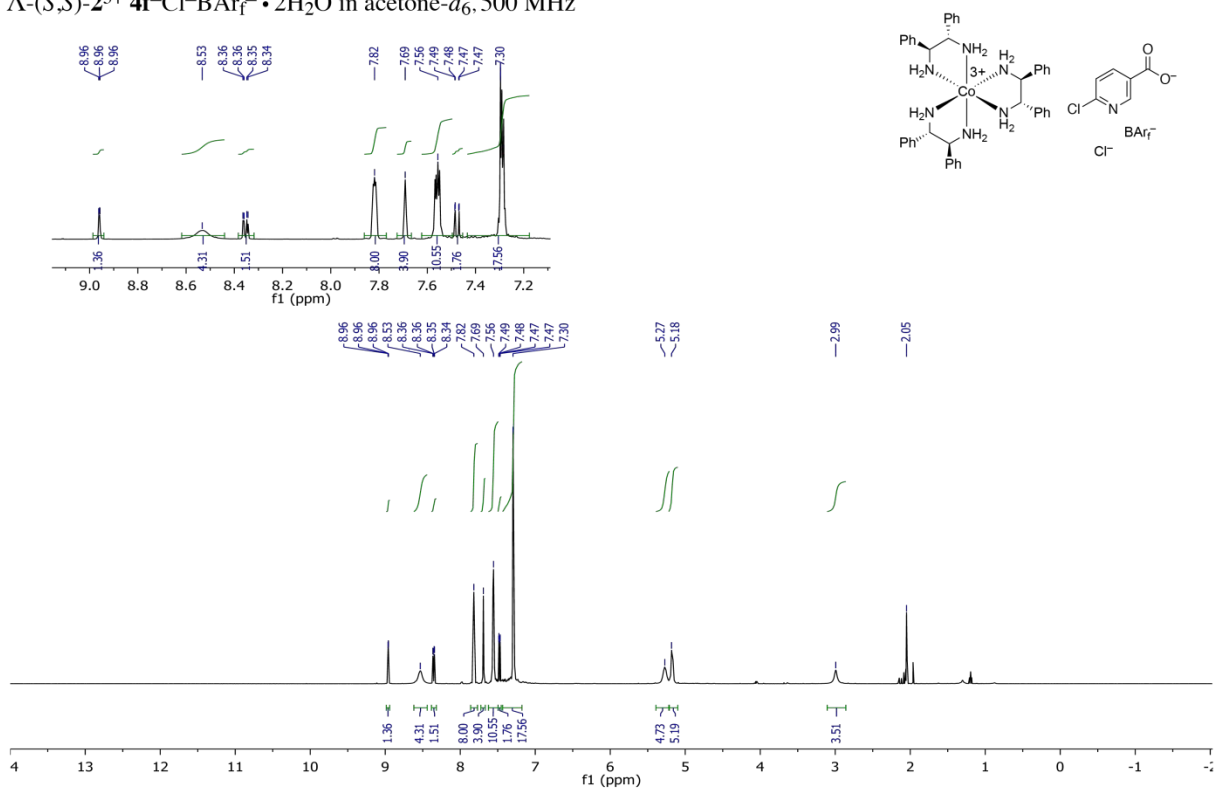 Λ-(S,S)-2³⁺ 4f⁻Cl⁻BAr_f⁻ • 2H₂O in acetone-d₆, 500 MHz
8.96 8.96 8.96 8.53 8.36 8.36 8.35 8.34 7.82 7.69 7.56 7.49 7.48 7.47 7.47 7.30
1.36 4.31 1.51 8.00 3.90 10.55 1.76 17.56
9.0 8.8 8.6 8.4 8.2 8.0 7.8 7.6 7.4 7.2
f1 (ppm)
Ph Ph
NH₂
H₂N 3+ H₂N Ph
Co
Ph H₂N N H₂ Ph
NH₂
Ph Ph
O
O⁻
Cl N
BAr_f⁻
Cl⁻
8.96 8.96 8.96 8.53 8.36 8.36 8.35 8.34 7.82 7.69 7.56 7.49 7.48 7.47 7.47 7.30 5.27 5.18 2.99 2.05
1.36 4.31 1.51 8.00 3.90 10.55 1.76 17.56 4.73 5.19 3.51
4 13 12 11 10 9 8 7 6 5 4 3 2 1 0 -1 -2
f1 (ppm)